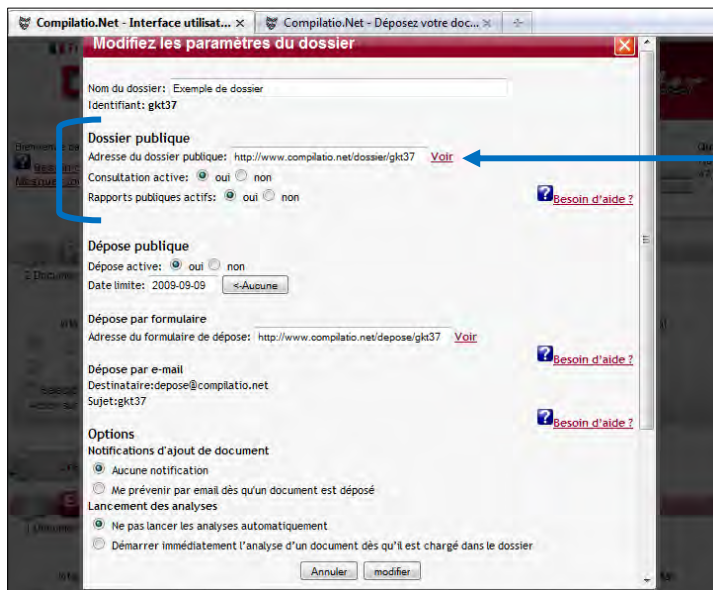 Compilatio.Net - Interface utilisat... × Compilatio.Net - Déposez votre doc... ×
Modifiez les paramètres du dossier
Nom du dossier: Exemple de dossier
Identifiant: gkt37
Dossier publique
Adresse du dossier publique: http://www.compilatio.net/dossier/gkt37 Voir
Consultation active: oui non
Rapports publiques actifs: oui non
Besoin d'aide ?
Dépose publique
Dépose active: oui non
Date limite: 2009-09-09 <-Aucune
Dépose par formulaire
Adresse du formulaire de dépose: http://www.compilatio.net/depose/gkt37 Voir
Besoin d'aide ?
Dépose par e-mail
Destinataire:depose@compilatio.net
Sujet:gkt37
Besoin d'aide ?
Options
Notifications d'ajout de document
Aucune notification
Me prévenir par email dès qu'un document est déposé
Lancement des analyses
Ne pas lancer les analyses automatiquement
Démarrer immédiatement l'analyse d'un document dès qu'il est chargé dans le dossier
Annuler modifier